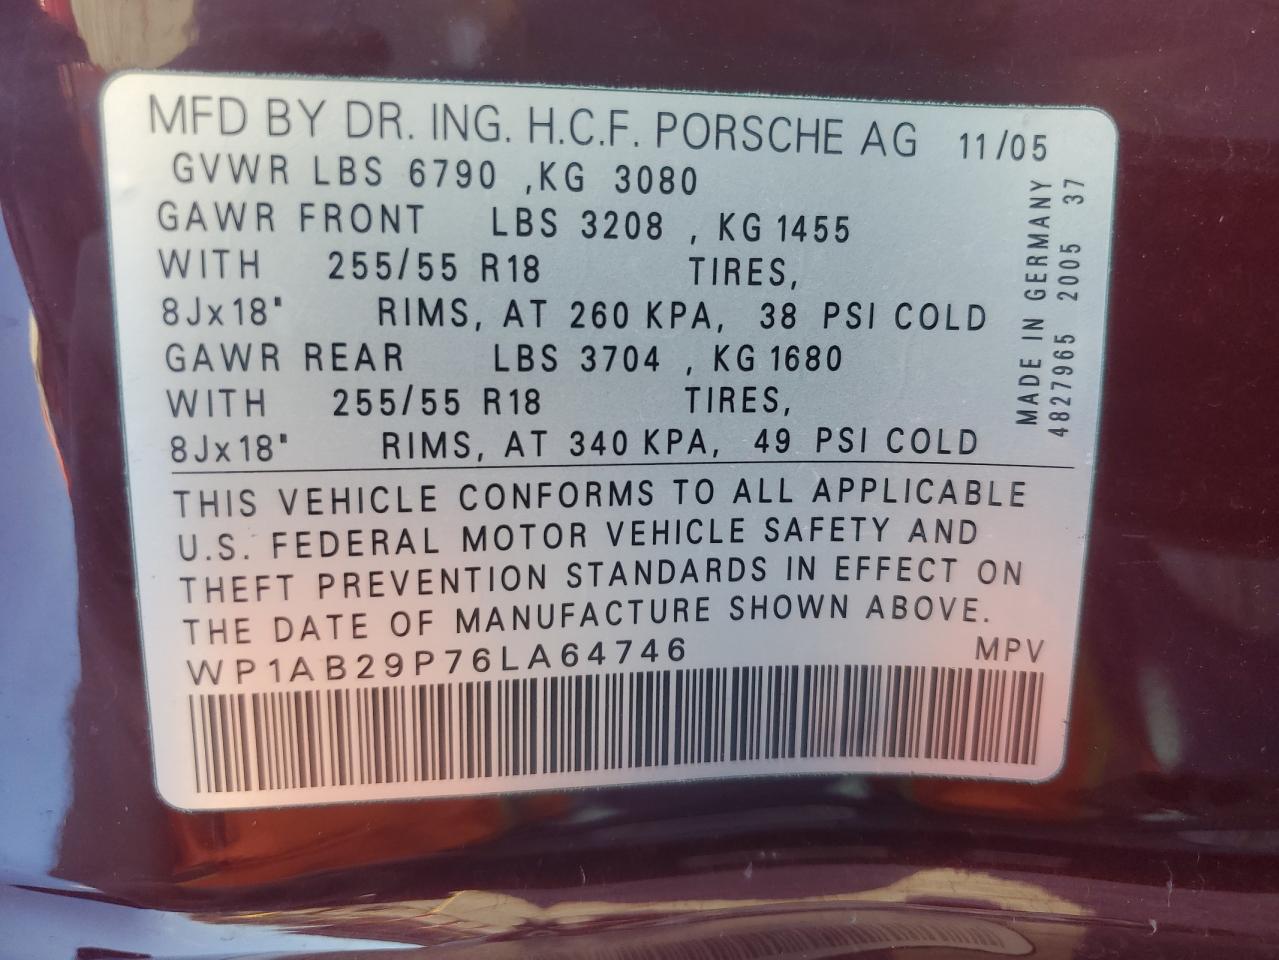 MFD BY DR. ING. H.C.F. PORSCHE AG 11/05
GVWR LBS 6790 ,KG 3080
GAWR FRONT LBS 3208 , KG 1455
WITH 255/55 R18 TIRES,
8Jx18" RIMS, AT 260 KPA, 38 PSI COLD
GAWR REAR LBS 3704 , KG 1680
WITH 255/55 R18 TIRES,
8Jx18" RIMS, AT 340 KPA, 49 PSI COLD
THIS VEHICLE CONFORMS TO ALL APPLICABLE
U.S. FEDERAL MOTOR VEHICLE SAFETY AND
THEFT PREVENTION STANDARDS IN EFFECT ON
THE DATE OF MANUFACTURE SHOWN ABOVE.
WP1AB29P76LA64746 MPV
MADE IN GERMANY
4827965 2005 37